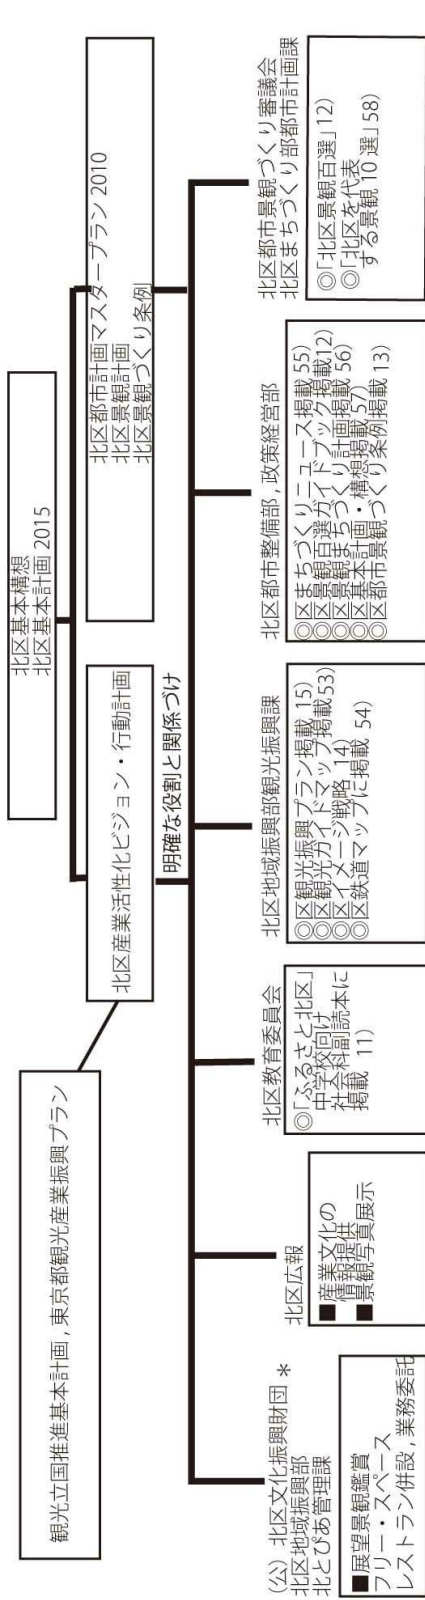 北区基本構想
北区基本計画 2015
観光立国推進基本計画 , 東京都観光産業振興プラン
北区産業活性化ビジョン・行動計画
北区都市計画マスタープラン 2010
北区景観計画
北区景観づくり条例
明確な役割と関係づけ
(公) 北区文化振興財団 *
北区地域振興部
北とぴあ管理課
■展望景観鑑賞
フリー・スペース
レストラン併設 , 業務委託
北区広報
■産業文化の
情報提供
■景観写真展示
北区教育委員会
◎「ふるさと北区」
中学校向け
社会科副読本に
掲載 11)
北区地域振興部観光振興課
◎区観光振興プラン掲載 15)
◎区観光ガイドマップ掲載 53)
◎区イメージ戦略 14)
◎区鉄道マップに掲載 54)
北区都市整備部 , 政策経営部
◎区まちづくりニュース掲載 55)
◎区景観百選ガイドブック掲載12)
◎区景観まちづくり計画掲載 56)
◎区基本計画・構想掲載 57)
◎区都市景観づくり条例掲載 13)
北区都市景観づくり審議会
北区まちづくり部都市計画課
◎「北区景観百選」12)
◎「北区を代表
する景観 10 選」58)